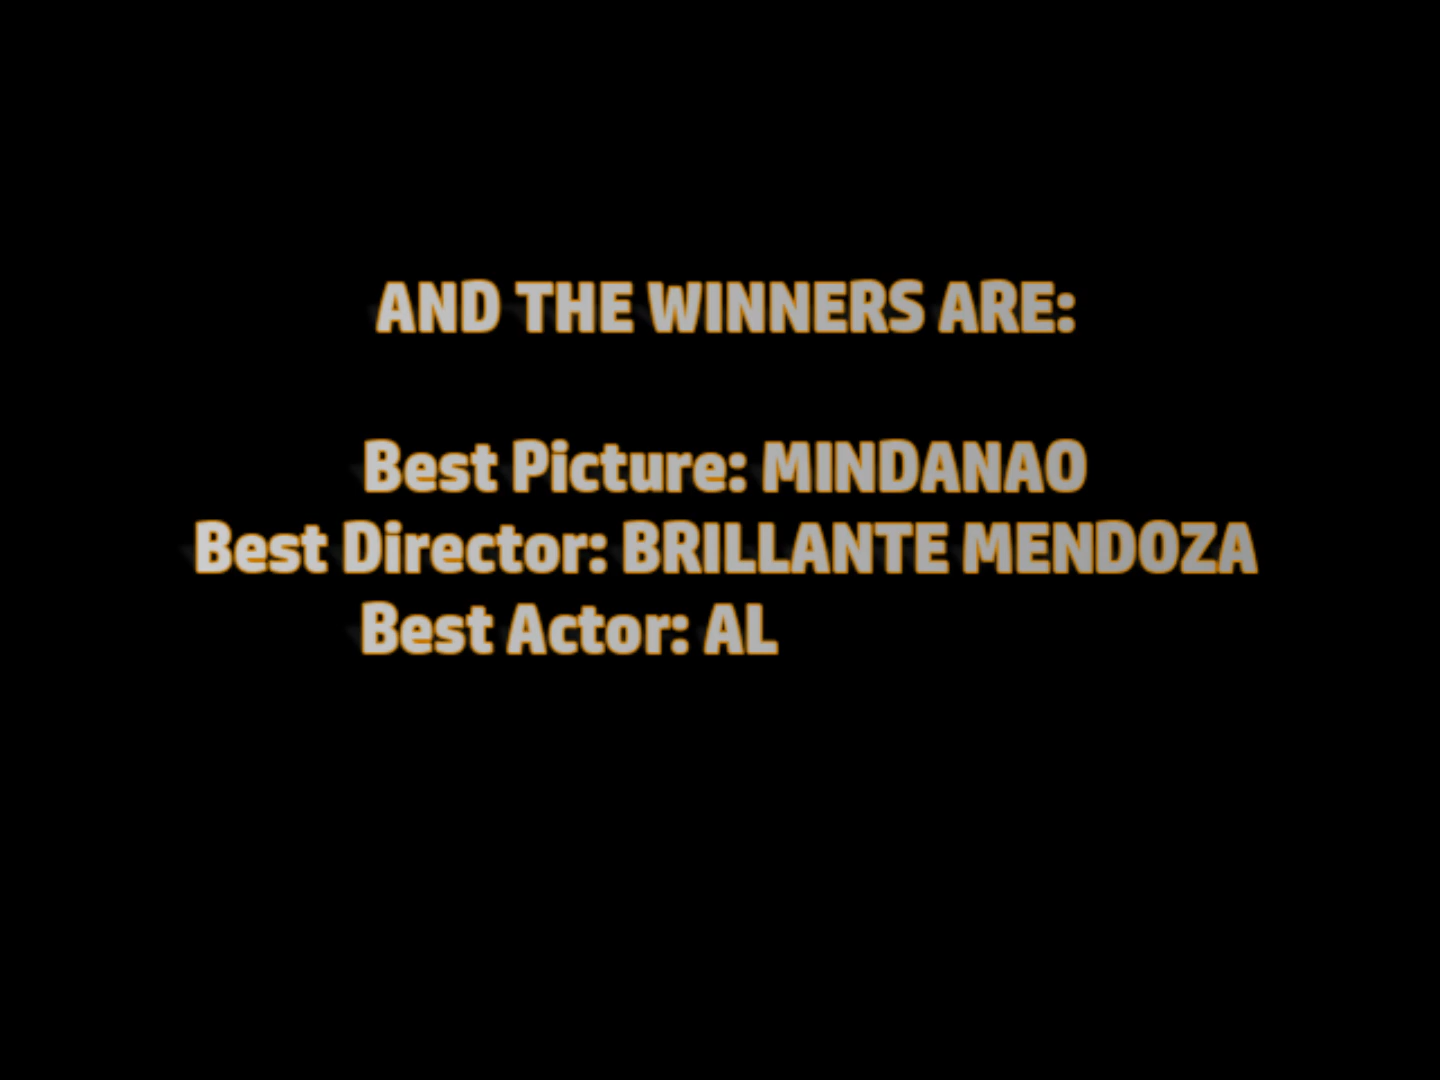 AND THE WINNERS ARE:
Best Picture: MINDANAO
Best Director: BRILLANTE MENDOZA
Best Actor: AL